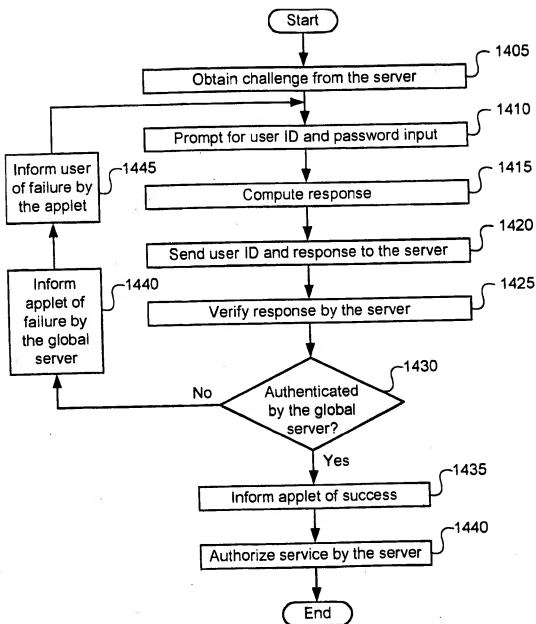 Start
1405
Obtain challenge from the server
1410
Prompt for user ID and password input
1415
Compute response
1420
Send user ID and response to the server
1425
Verify response by the server
1430
Authenticated
by the global
server?
No
Yes
1440
Inform
applet of
failure by
the global
server
1445
Inform user
of failure by
the applet
1435
Inform applet of success
1440
Authorize service by the server
End